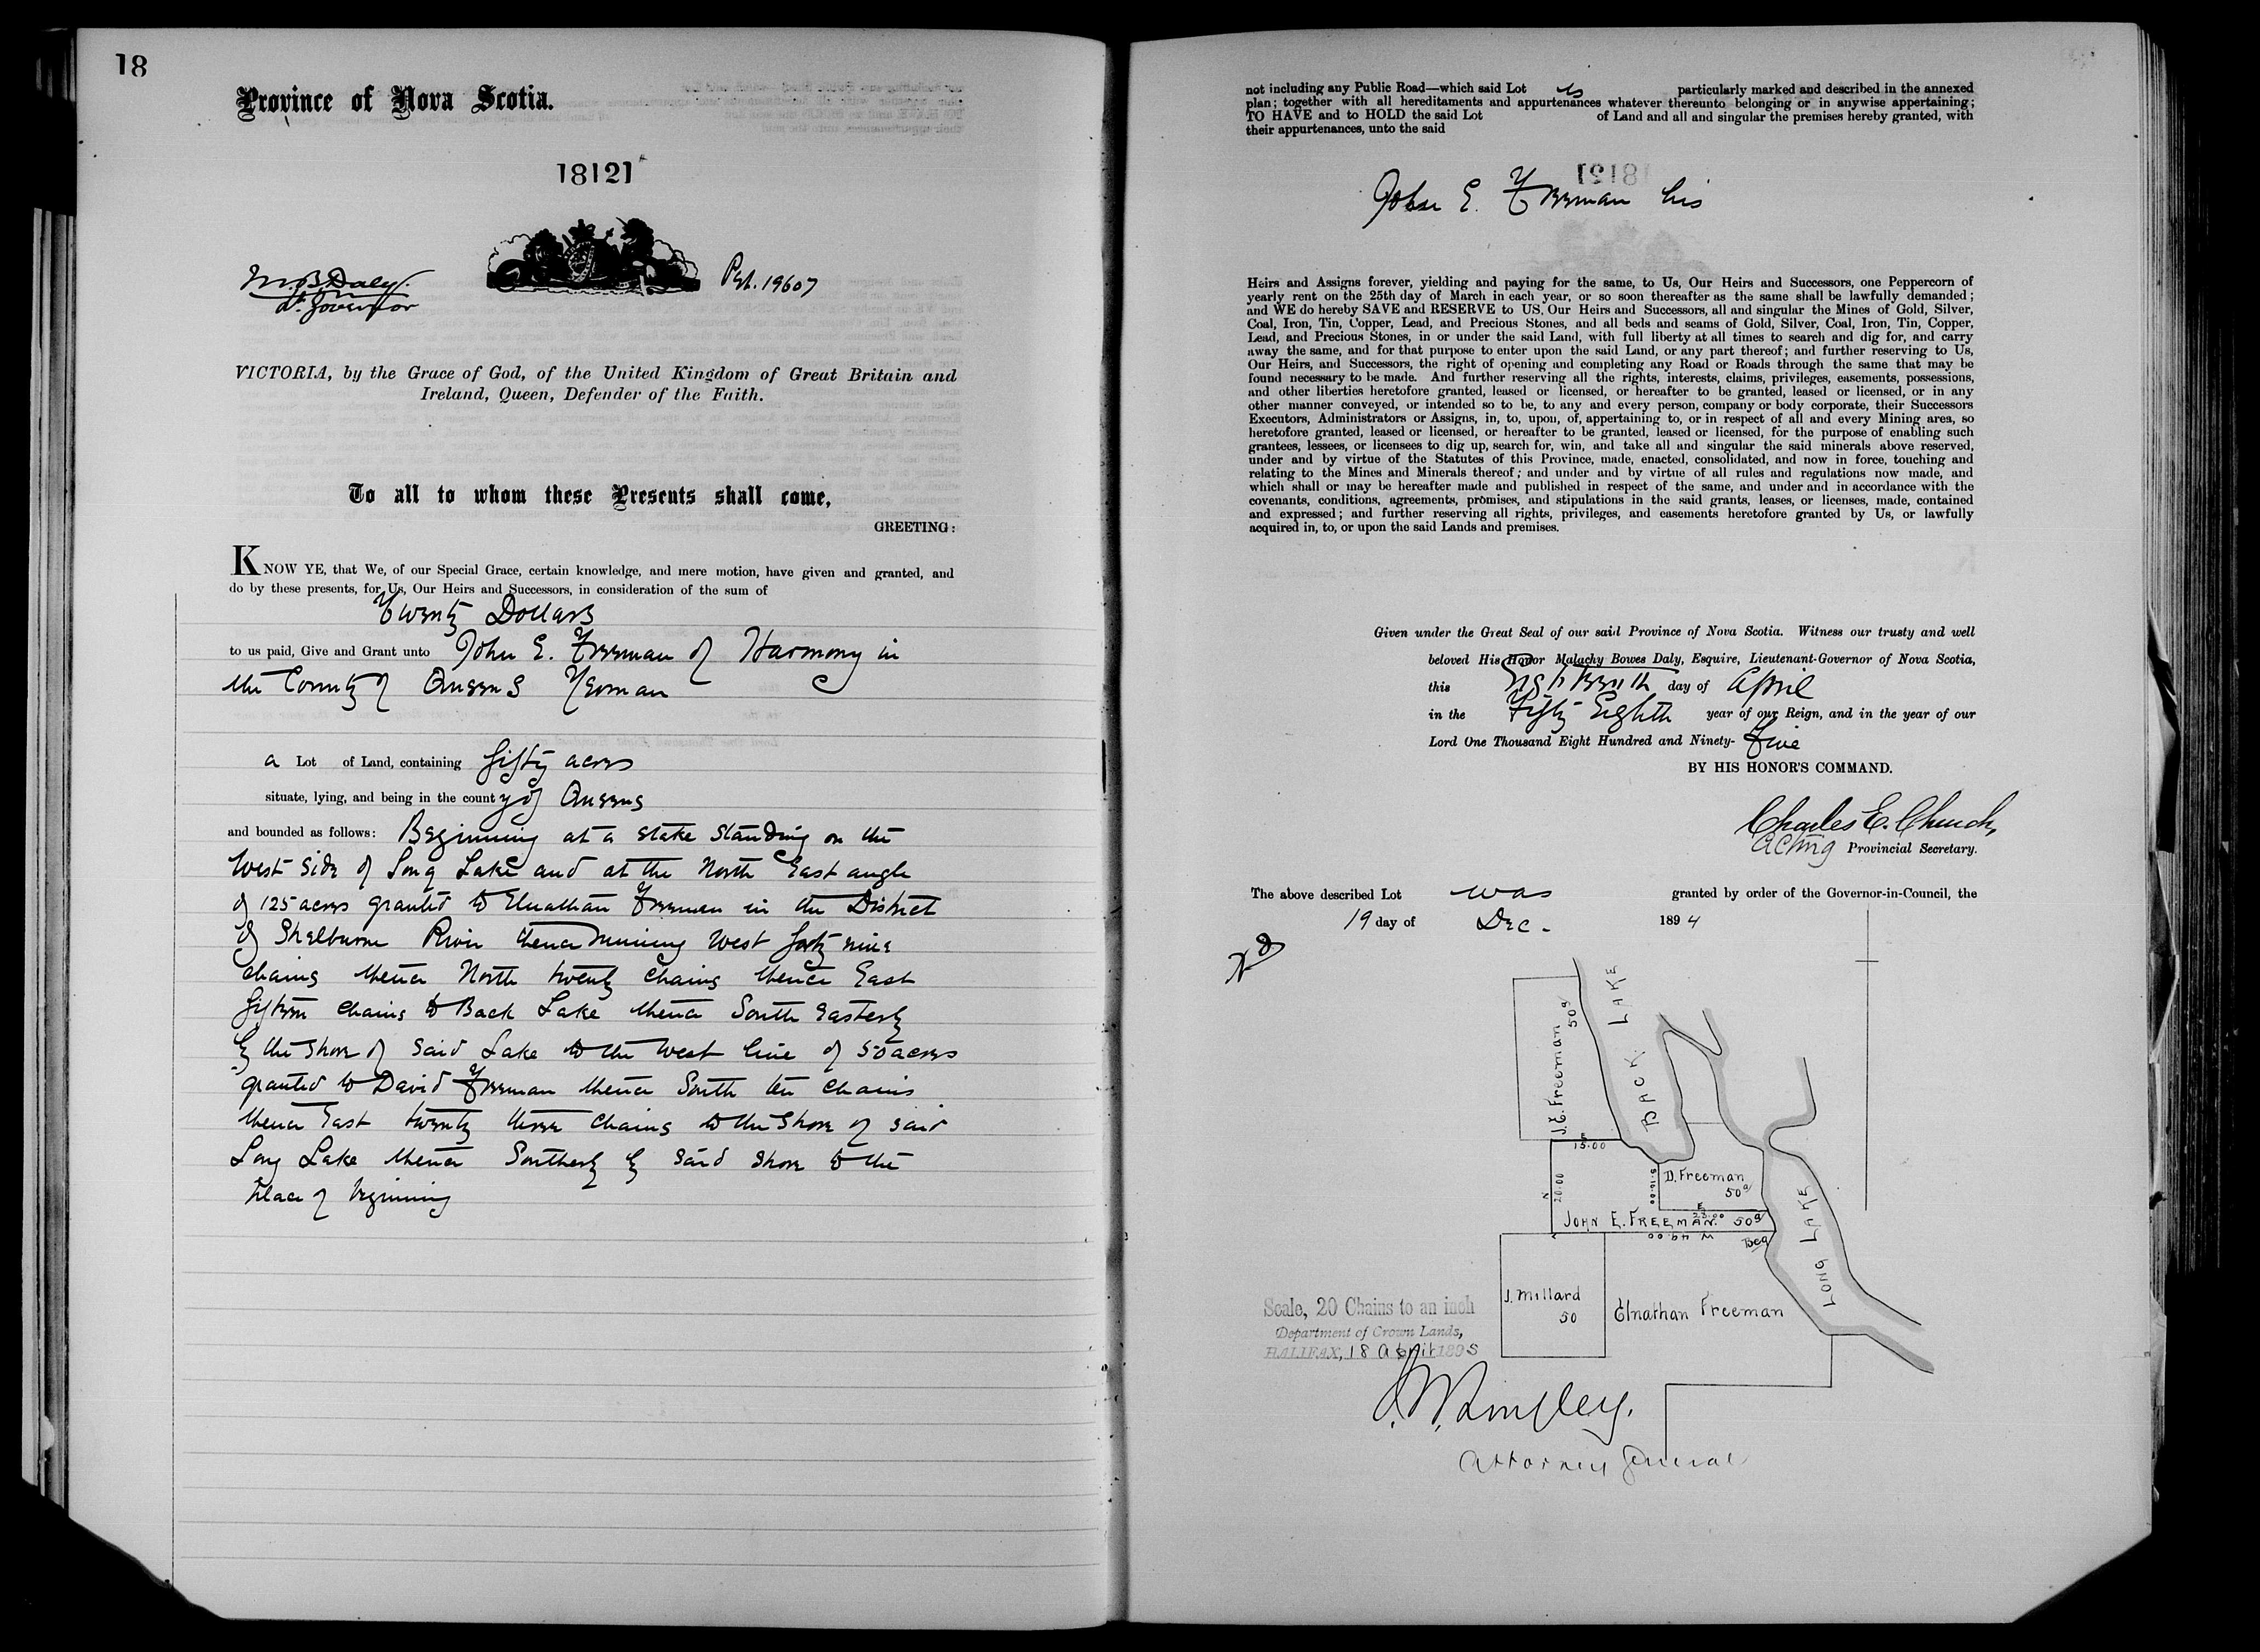 18
Province of Nova Scotia.
18121
M.B. Daly.
Lt. Governor
Pet. 19607
VICTORIA, by the Grace of God, of the United Kingdom of Great Britain and
Ireland, Queen, Defender of the Faith.
To all to whom these Presents shall come,
GREETING:
KNOW YE, that We, of our Special Grace, certain knowledge, and mere motion, have given and granted, and
do by these presents, for Us, Our Heirs and Successors, in consideration of the sum of
Twenty Dollars
to us paid, Give and Grant unto John E. Freeman of Harmony in
the County of Queens Yeoman
a Lot of Land, containing fifty acres
situate, lying, and being in the county of Queens
and bounded as follows: Beginning at a stake standing on the
West side of Long Lake and at the North East angle
of 125 acres granted to Elnathan Freeman in the District
of Shelburne River thence running West forty nine
chains thence North twenty chains thence East
fifteen chains to Back Lake thence South Easterly
by the shore of said Lake to the West line of 50 acres
granted to David Freeman thence South ten chains
thence East twenty three chains to the shore of said
Long Lake thence Southerly by said shore to the
place of beginning
not including any Public Road—which said Lot is particularly marked and described in the annexed
plan; together with all hereditaments and appurtenances whatever thereunto belonging or in anywise appertaining;
TO HAVE and to HOLD the said Lot of Land and all and singular the premises hereby granted, with
their appurtenances, unto the said
John E. Freeman his
Heirs and Assigns forever, yielding and paying for the same, to Us, Our Heirs and Successors, one Peppercorn of
yearly rent on the 25th day of March in each year, or so soon thereafter as the same shall be lawfully demanded;
and WE do hereby SAVE and RESERVE to US, Our Heirs and Successors, all and singular the Mines of Gold, Silver,
Coal, Iron, Tin, Copper, Lead, and Precious Stones, and all beds and seams of Gold, Silver, Coal, Iron, Tin, Copper,
Lead, and Precious Stones, in or under the said Land, with full liberty at all times to search and dig for, and carry
away the same, and for that purpose to enter upon the said Land, or any part thereof; and further reserving to Us,
Our Heirs, and Successors, the right of opening and completing any Road or Roads through the same that may be
found necessary to be made. And further reserving all the rights, interests, claims, privileges, easements, possessions,
and other liberties heretofore granted, leased or licensed, or hereafter to be granted, leased or licensed, or in any
other manner conveyed, or intended so to be, to any and every person, company or body corporate, their Successors
Executors, Administrators or Assigns, in, to, upon, of, appertaining to, or in respect of all and every Mining area, so
heretofore granted, leased or licensed, or hereafter to be granted, leased or licensed, for the purpose of enabling such
grantees, lessees, or licensees to dig up, search for, win, and take all and singular the said minerals above reserved,
under and by virtue of the Statutes of this Province, made, enacted, consolidated, and now in force, touching and
relating to the Mines and Minerals thereof; and under and by virtue of all rules and regulations now made, and
which shall or may be hereafter made and published in respect of the same, and under and in accordance with the
covenants, conditions, agreements, promises, and stipulations in the said grants, leases, or licenses, made, contained
and expressed; and further reserving all rights, privileges, and easements heretofore granted by Us, or lawfully
acquired in, to, or upon the said Lands and premises.
Given under the Great Seal of our said Province of Nova Scotia. Witness our trusty and well
beloved His Honor Malachy Bowes Daly, Esquire, Lieutenant-Governor of Nova Scotia,
this Eighteenth day of April
in the Fifty Eighth year of our Reign, and in the year of our
Lord One Thousand Eight Hundred and Ninety-five
BY HIS HONOR'S COMMAND.
Charles E. Church,
Acting Provincial Secretary.
The above described Lot was granted by order of the Governor-in-Council, the
19 day of Dec. 1894
J.E. Freeman
50a
BACK LAKE
15.00
N
20.00
S 10.00
D. Freeman
50a
E
23.00
JOHN E. FREEMAN. 50a
W 49.00
Beg
LONG LAKE
J. Millard
50
Elnathan Freeman
Scale, 20 Chains to an inch
Department of Crown Lands,
HALIFAX, 18 April 1895
J.W. Longley.
Attorney General